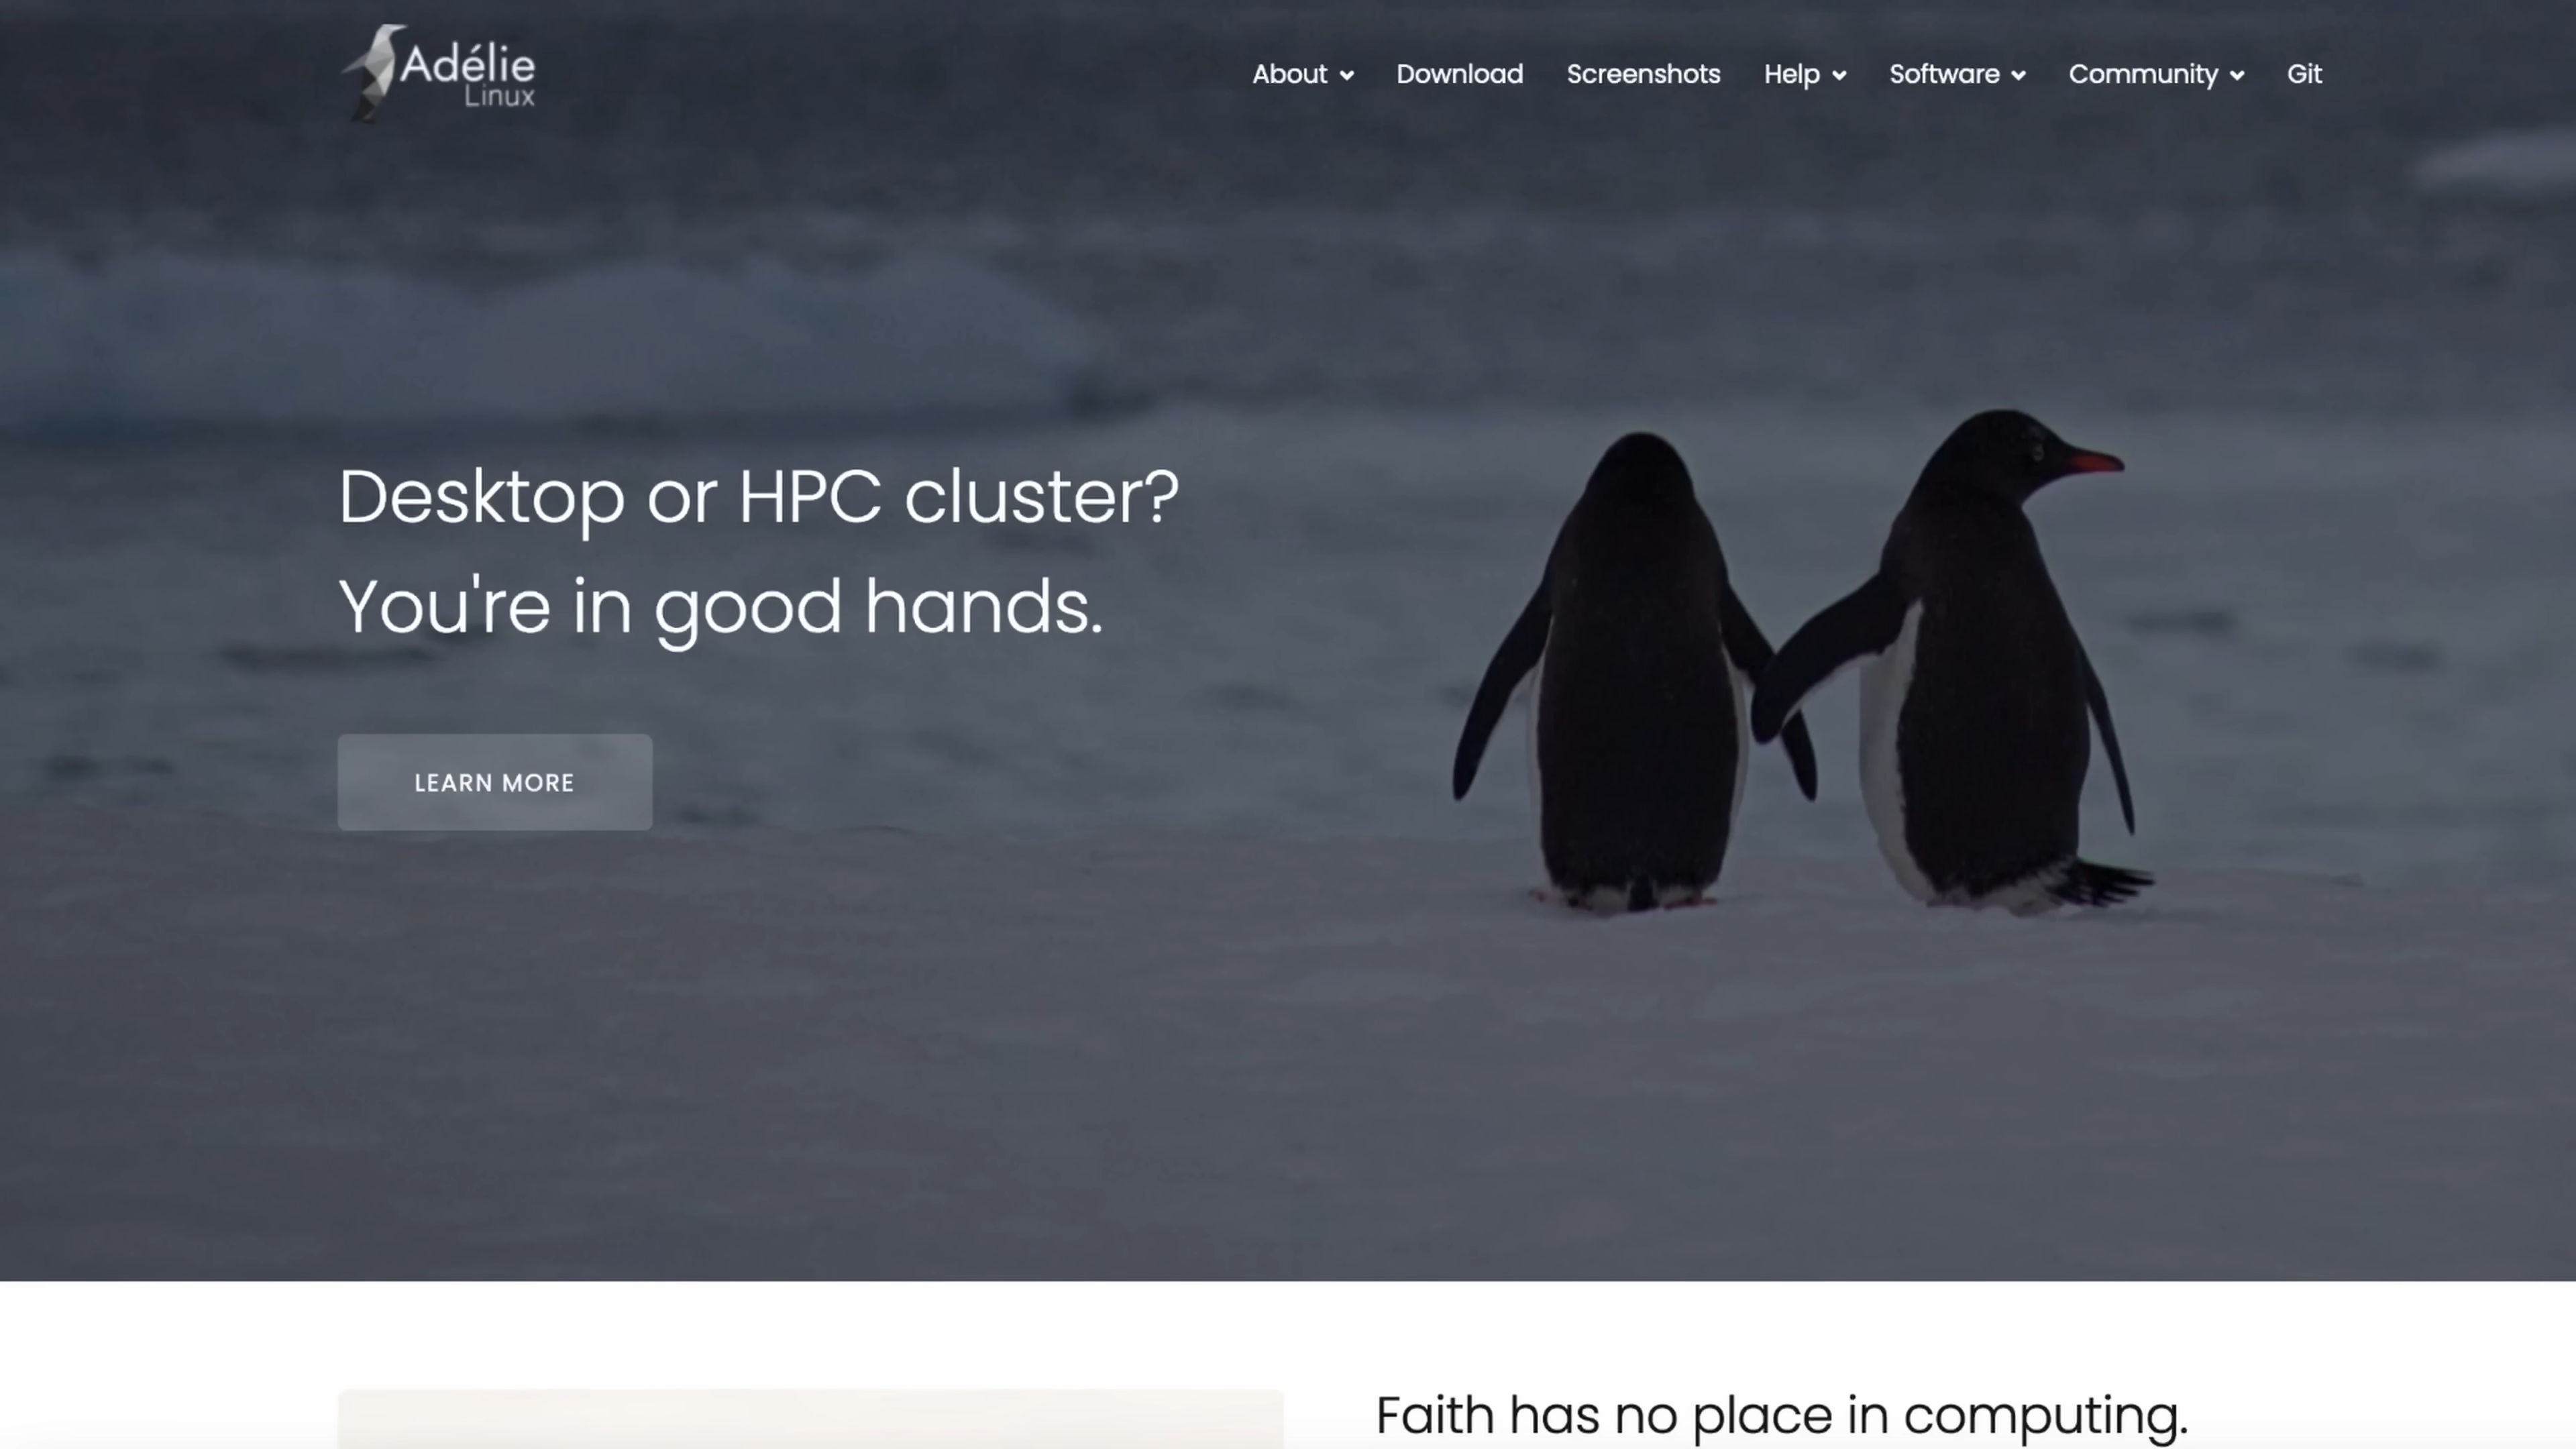 Adélie
Linux
About
Download
Screenshots
Help
Software
Community
Git
Desktop or HPC cluster?
You're in good hands.
LEARN MORE
Faith has no place in computing.